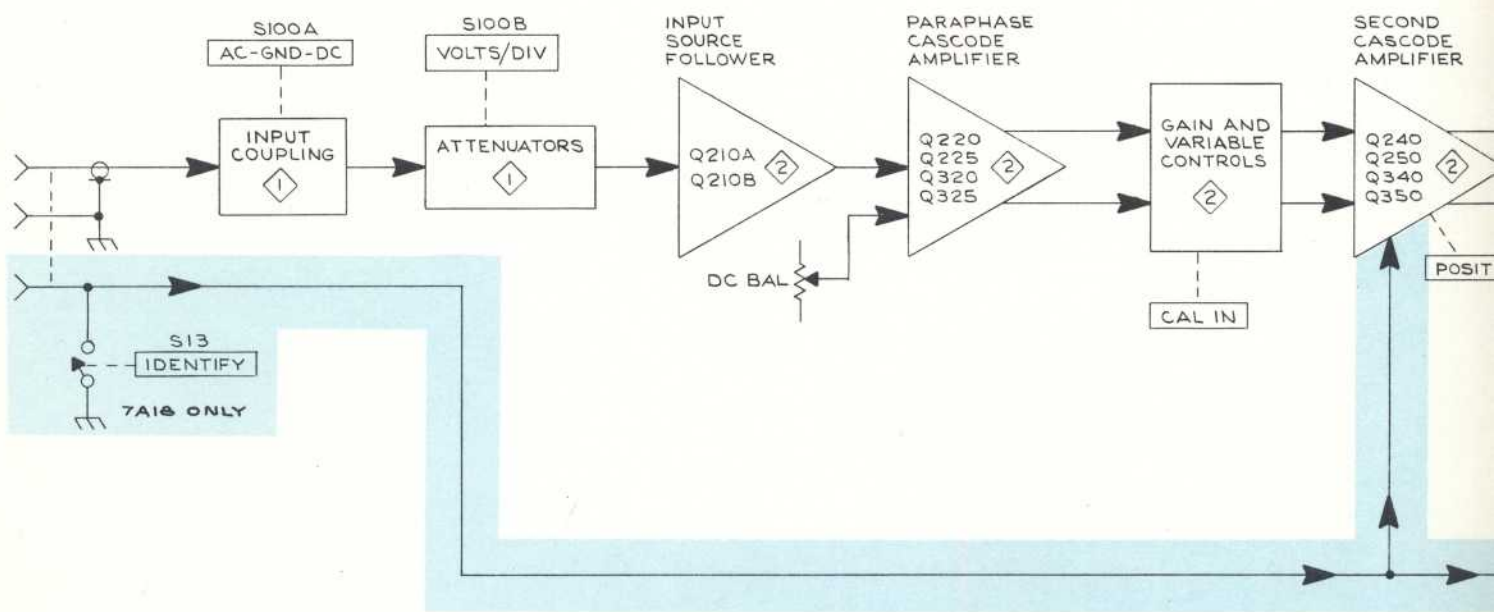 S100A
AC-GND-DC
INPUT
COUPLING
1
S100B
VOLTS/DIV
ATTENUATORS
1
INPUT
SOURCE
FOLLOWER
Q210A
Q210B
2
DC BAL
PARAPHASE
CASCODE
AMPLIFIER
Q220
Q225
Q320
Q325
2
GAIN AND
VARIABLE
CONTROLS
2
CAL IN
SECOND
CASCODE
AMPLIFIER
Q240
Q250
Q340
Q350
2
POSIT
S13
IDENTIFY
7A18 ONLY